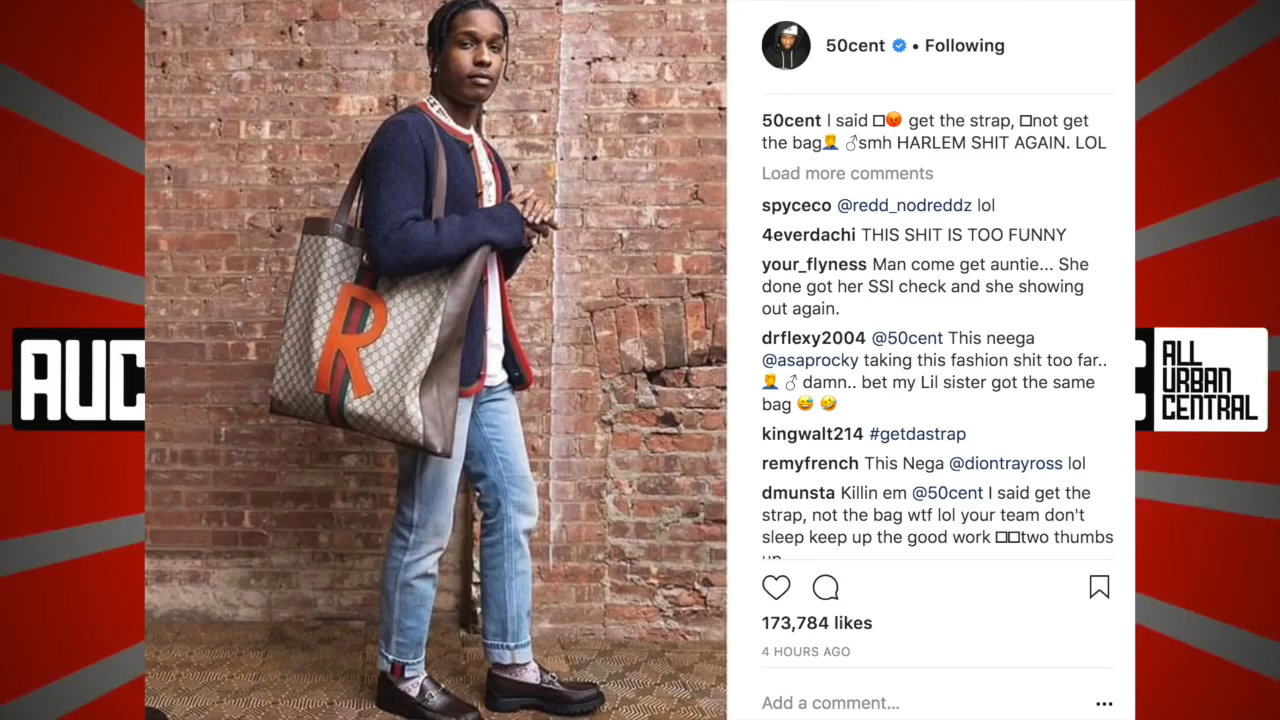 R
AUC
50cent • Following
50cent I said □😡 get the strap, □not get
the bag🤦‍♂smh HARLEM SHIT AGAIN. LOL
Load more comments
spyceco @redd_nodreddz lol
4everdachi THIS SHIT IS TOO FUNNY
your_flyness Man come get auntie... She
done got her SSI check and she showing
out again.
drflexy2004 @50cent This neega
@asaprocky taking this fashion shit too far..
🤦 ♂ damn.. bet my Lil sister got the same
bag 😅 🤣
kingwalt214 #getdastrap
remyfrench This Nega @diontrayross lol
dmunsta Killin em @50cent I said get the
strap, not the bag wtf lol your team don't
sleep keep up the good work □□two thumbs
173,784 likes
4 HOURS AGO
Add a comment...
ALL
URBAN
CENTRAL